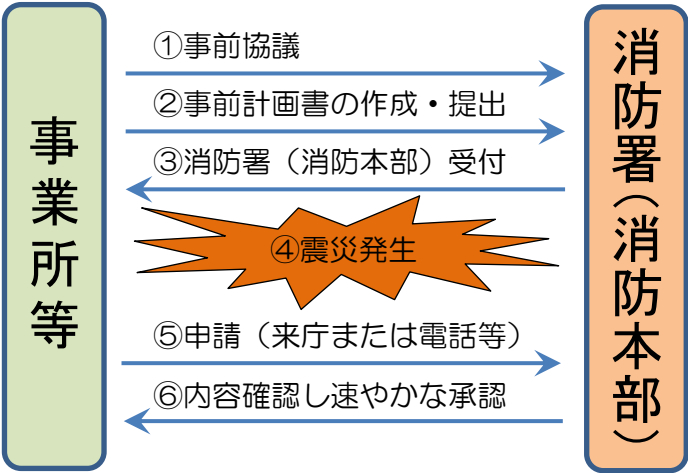 事業所等
①事前協議
②事前計画書の作成・提出
③消防署（消防本部）受付
④震災発生
⑤申請（来庁または電話等）
⑥内容確認し速やかな承認
消防署（消防本部）